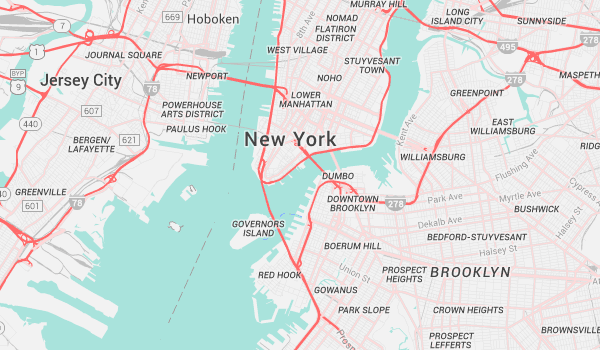 MURRAY HILL
LONG
ISLAND CITY
SUNNYSIDE
Hoboken
669
8th Ave
NOMAD
FLATIRON
DISTRICT
7
1
495
JOURNAL SQUARE
WEST VILLAGE
STUYVESANT
TOWN
MASPETH
BYP
9
Jersey City
78
NEWPORT
NOHO
278
LOWER
MANHATTAN
GREENPOINT
607
POWERHOUSE
ARTS DISTRICT
440
PAULUS HOOK
EAST
WILLIAMSBURG
Kent Ave
BERGEN/
LAFAYETTE
621
New York
RIDG
WILLIAMSBURG
Flushing Ave
DUMBO
GREENVILLE
601
78
DOWNTOWN
BROOKLYN
278
Park Ave
Myrtle Ave
Cypress A
BUSHWICK
Halsey St
GOVERNORS
ISLAND
Dekalb Ave
BEDFORD-STUYVESANT
440
BOERUM HILL
Halsey St
RED HOOK
Union St
PROSPECT
HEIGHTS
BROOKLYN
GOWANUS
PARK SLOPE
CROWN HEIGHTS
BROWNSVILL
Prosp
PROSPECT
LEFFERTS